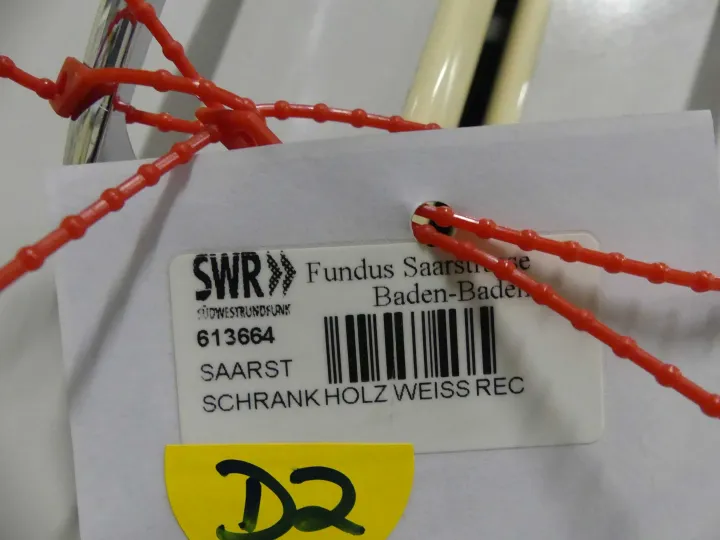 SWR»
Fundus Saarstrasse
SÜDWESTRUNDFUNK
Baden-Baden
613664
SAARST
SCHRANK HOLZ WEISS REC
D2